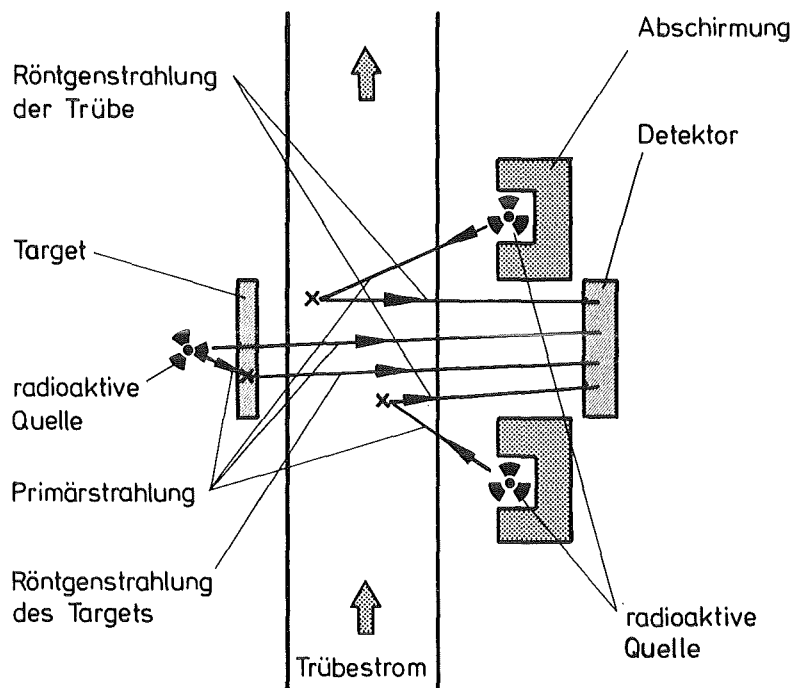 Abschirmung
Röntgenstrahlung
der Trübe
Detektor
Target
radioaktive
Quelle
Primärstrahlung
Röntgenstrahlung
des Targets
radioaktive
Quelle
Trübestrom